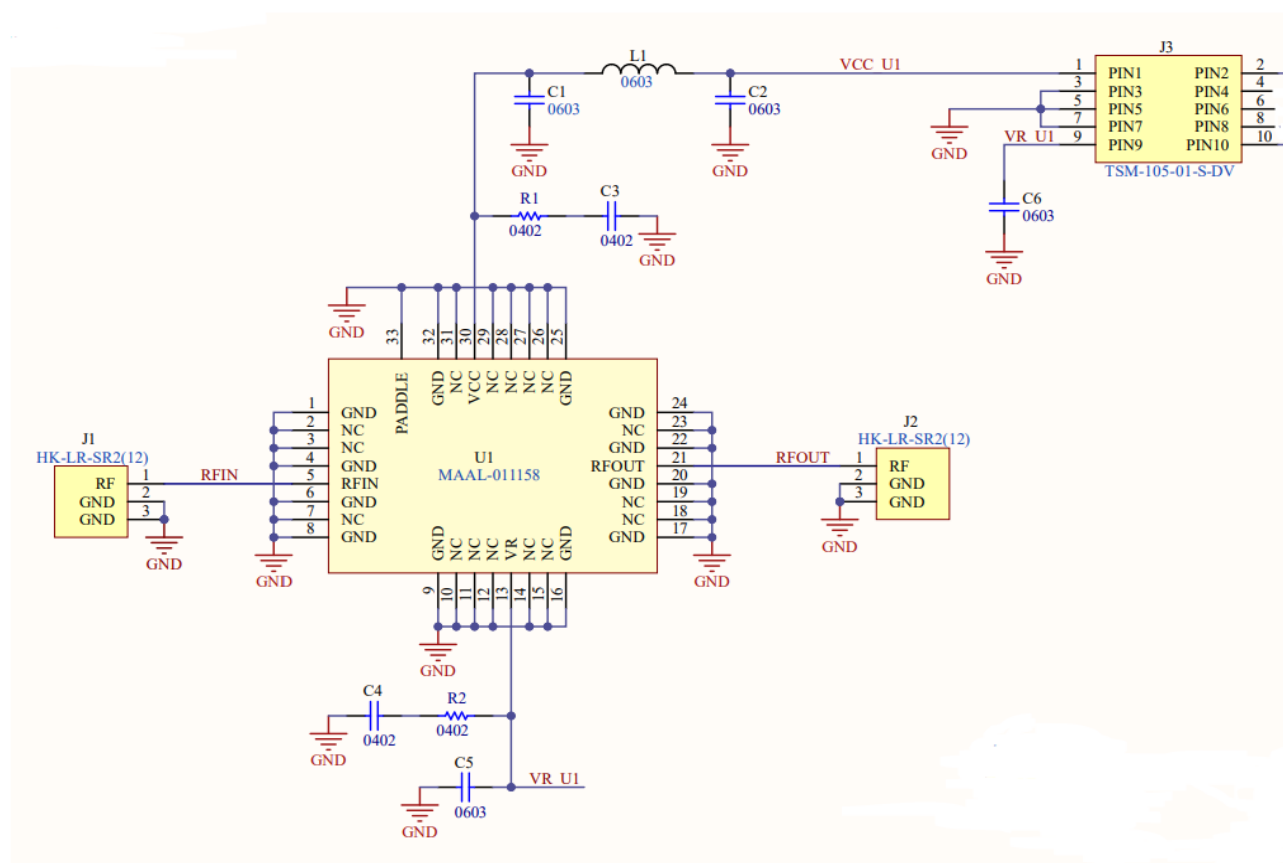 L1
0603
VCC_U1
J3
C1
0603
C2
0603
1 PIN1 PIN2 2
3 PIN3 PIN4 4
5 PIN5 PIN6 6
7 PIN7 PIN8 8
9 PIN9 PIN10 10
TSM-105-01-S-DV
GND
GND
GND
VR_U1
C6
0603
GND
R1
0402
C3
0402
GND
GND
33 32 31 30 29 28 27 26 25
PADDLE GND NC VCC NC NC NC NC GND
1 GND
2 NC
3 NC
4 GND
5 RFIN
6 GND
7 NC
8 GND
GND
U1
MAAL-011158
GND 24
NC 23
GND 22
RFOUT 21
GND 20
NC 19
NC 18
GND 17
GND
GND NC NC NC VR NC NC GND
9 10 11 12 13 14 15 16
GND
J1
HK-LR-SR2(12)
RF 1
GND 2
GND 3
GND
RFIN
RFOUT
J2
HK-LR-SR2(12)
1 RF
2 GND
3 GND
GND
C4
0402
R2
0402
GND
C5
0603
VR_U1
GND